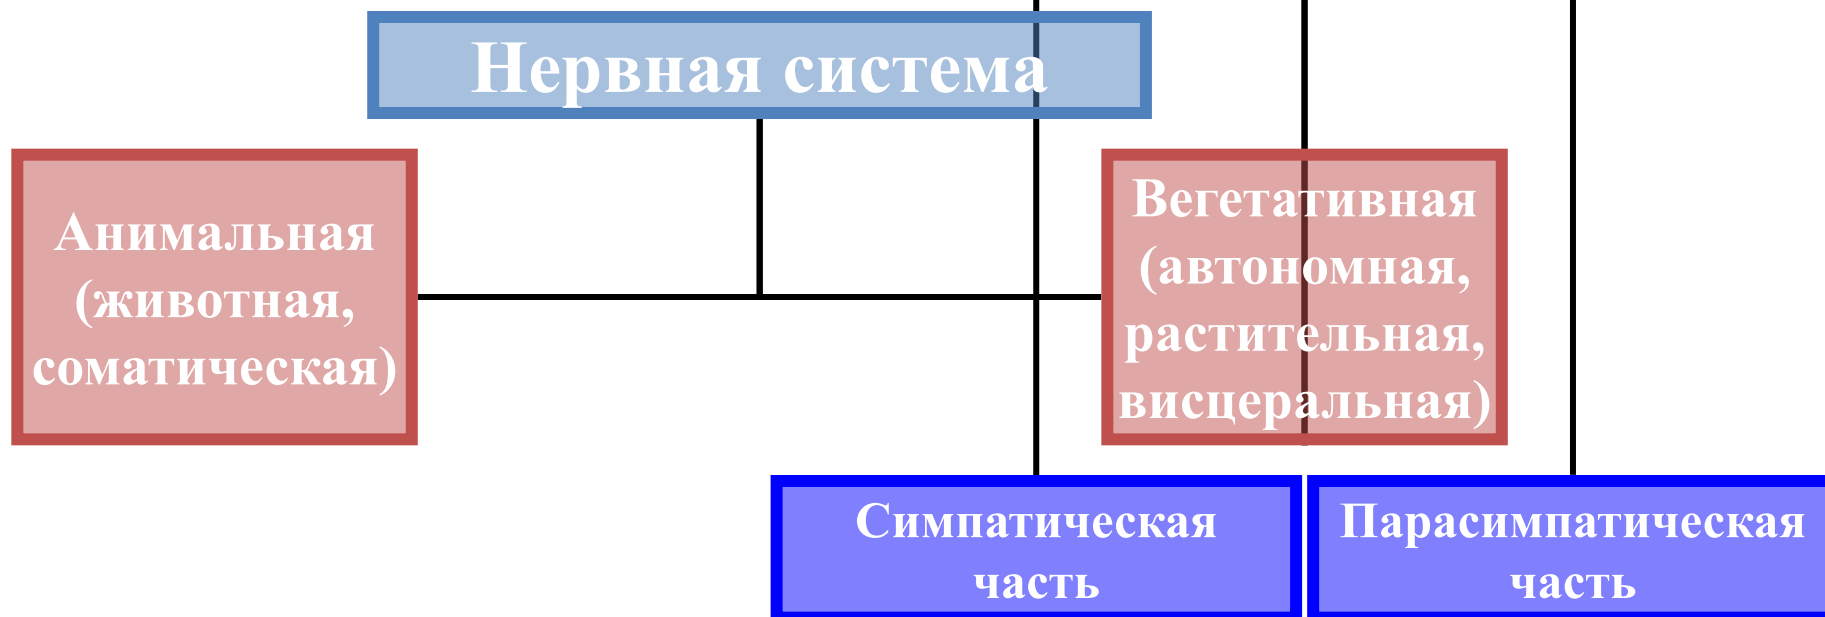 Нервная система
Анимальная
(животная,
соматическая)
Вегетативная
(автономная,
растительная,
висцеральная)
Симпатическая
часть
Парасимпатическая
часть